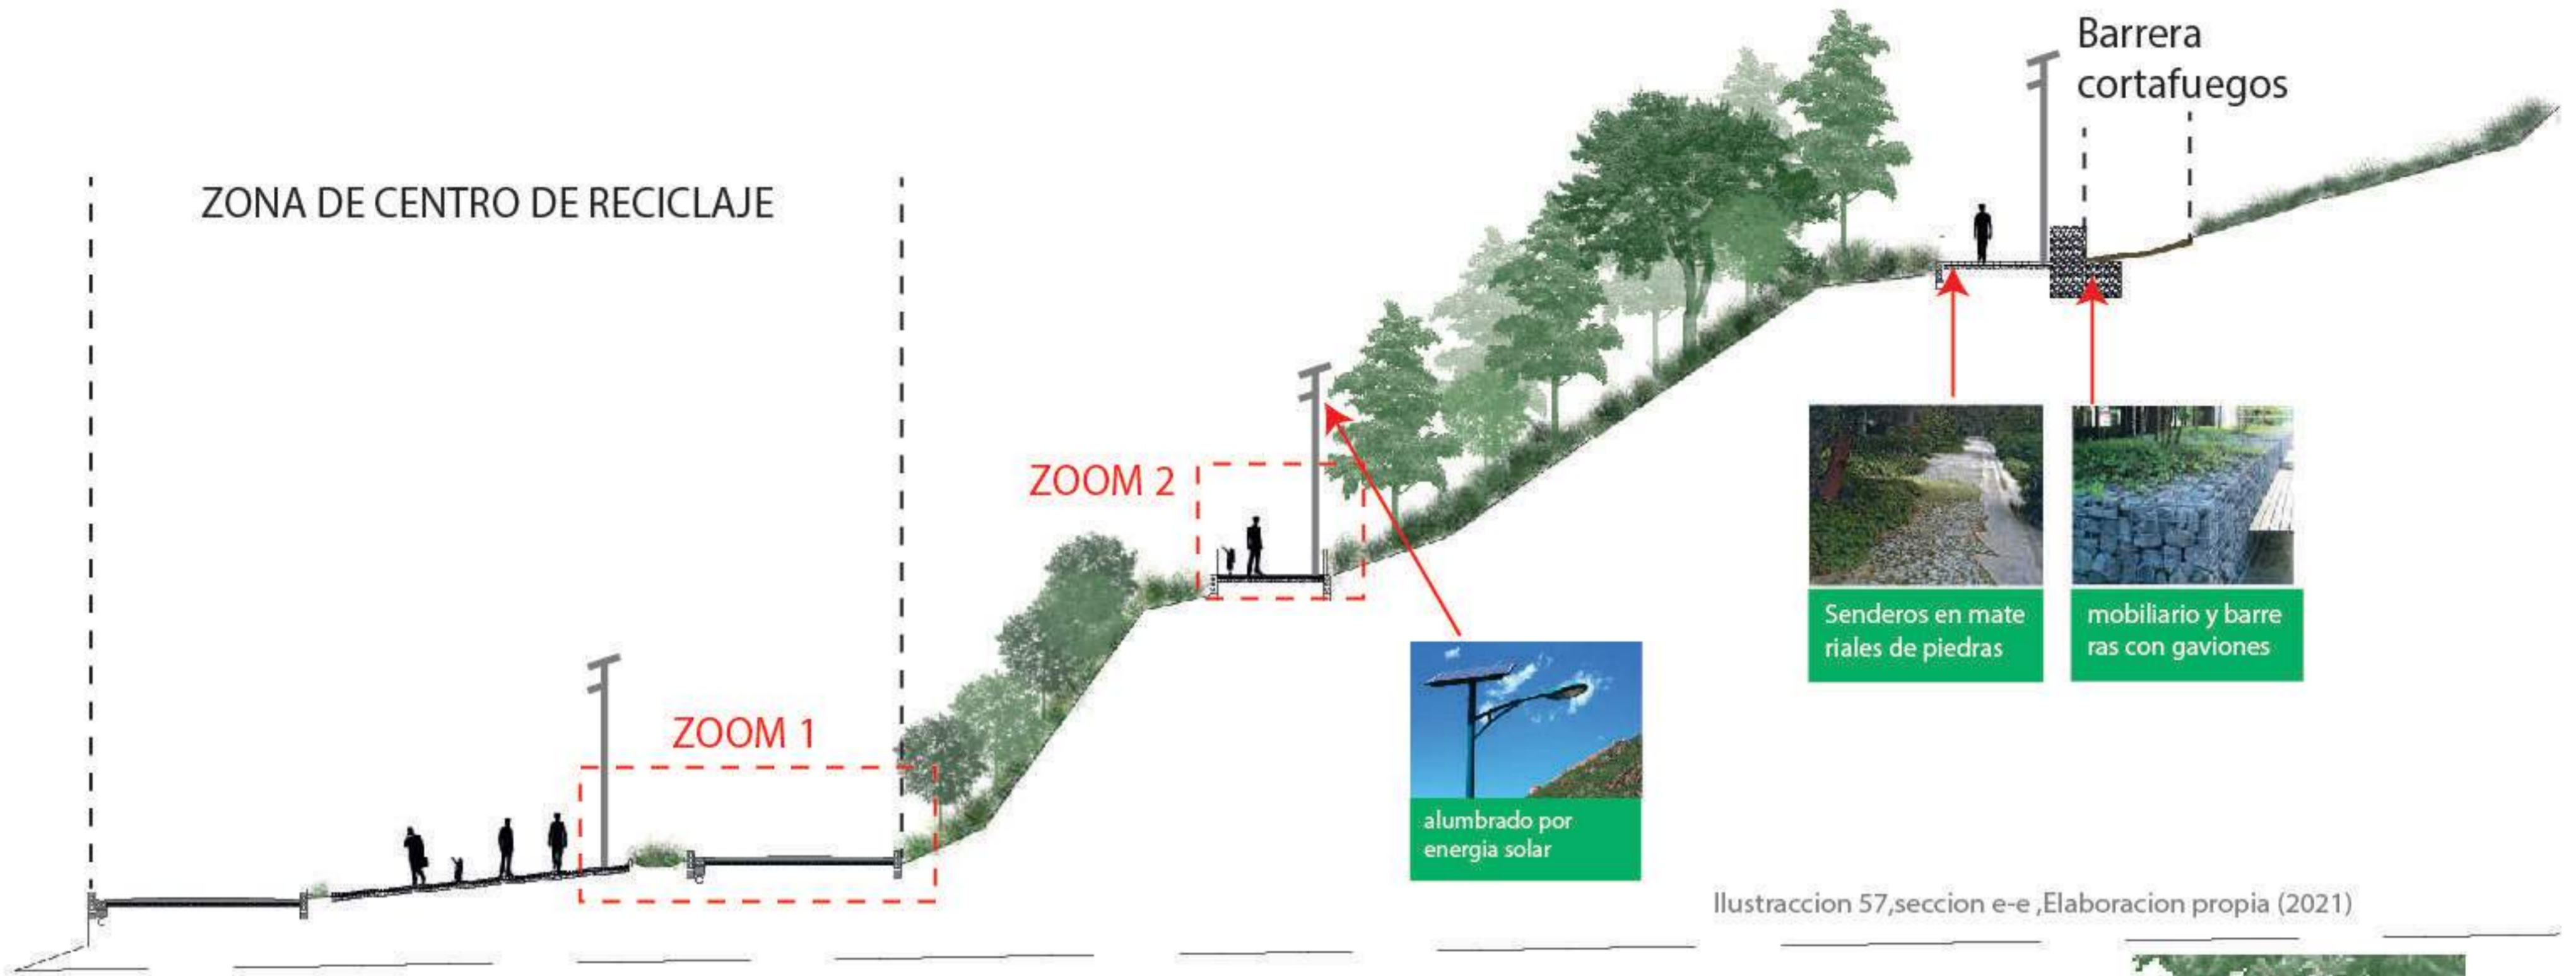 Barrera
cortafuegos
ZONA DE CENTRO DE RECICLAJE
ZOOM 2
ZOOM 1
Senderos en mate
riales de piedras
mobiliario y barre
ras con gaviones
alumbrado por
energia solar
Ilustraccion 57,seccion e-e ,Elaboracion propia (2021)